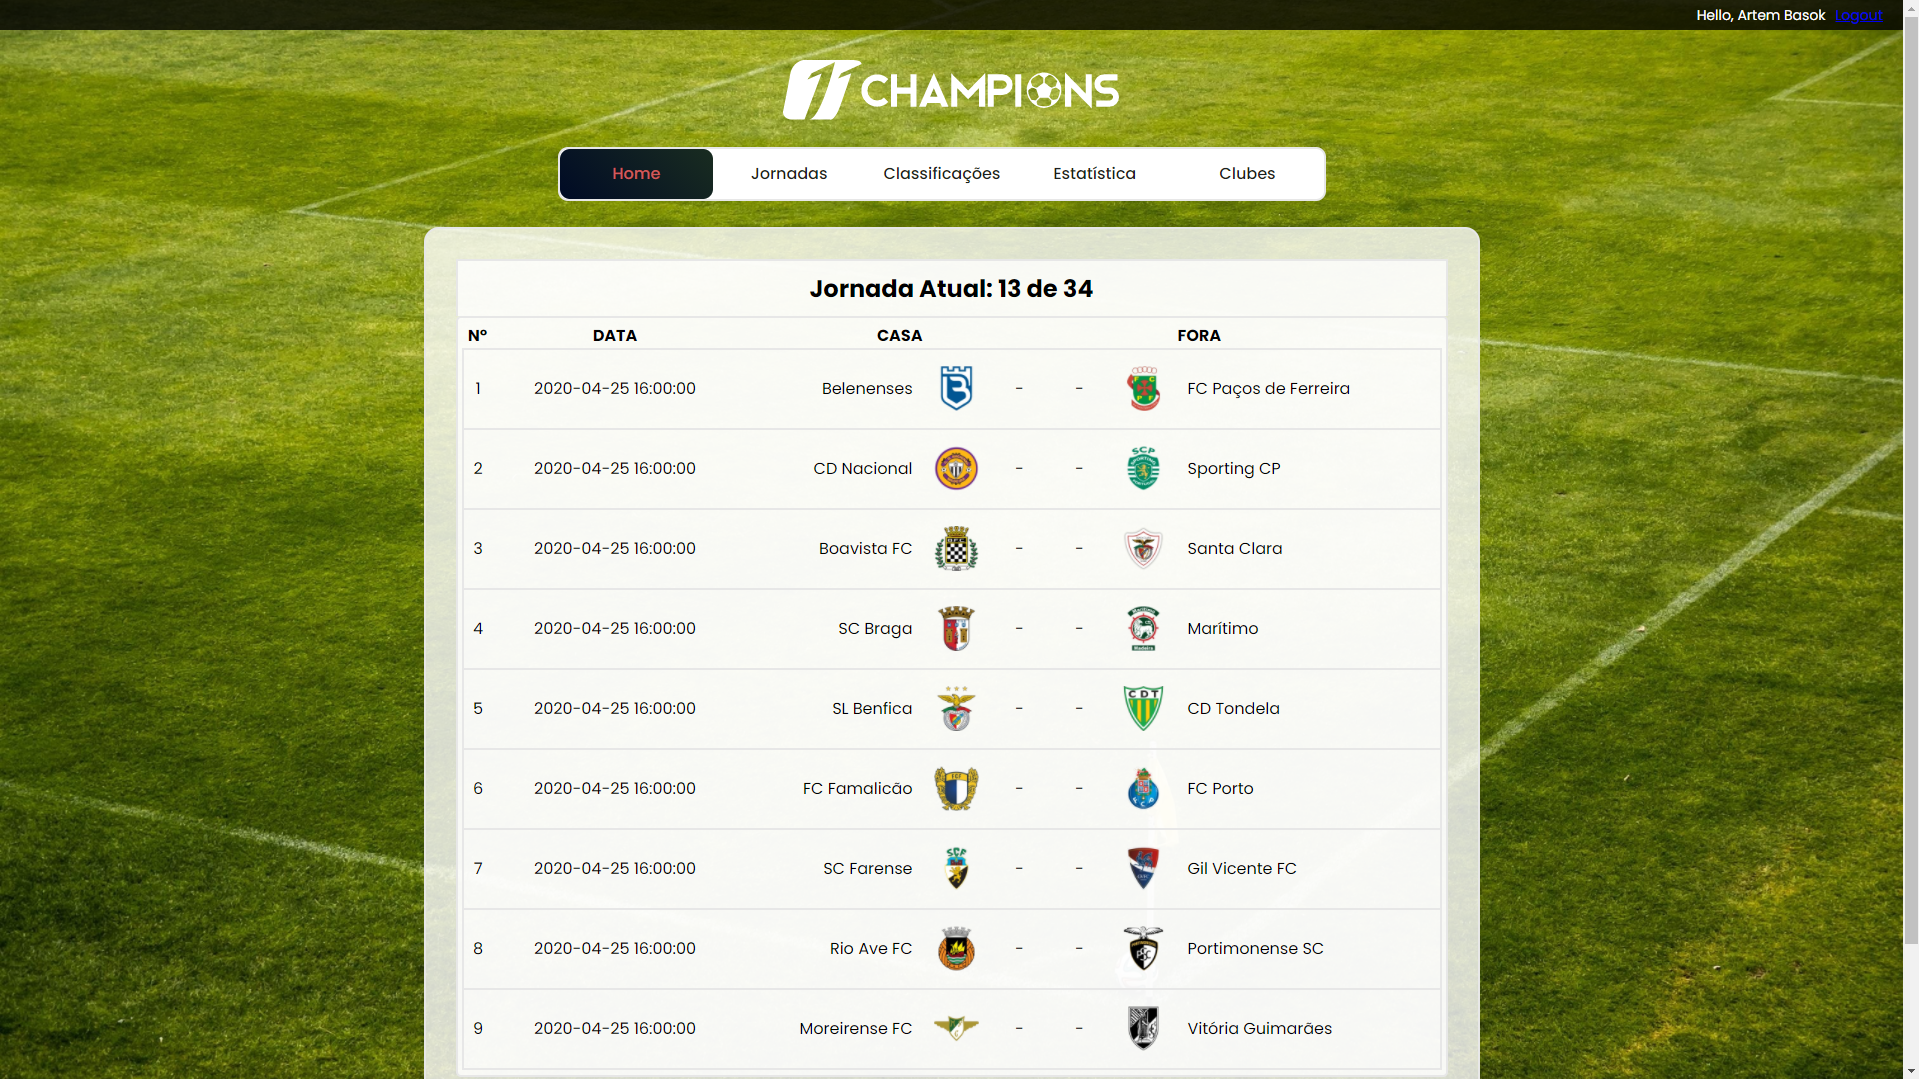 Hello, Artem Basok Logout
11 CHAMPIONS
Home Jornadas Classificações Estatística Clubes
Jornada Atual: 13 de 34
Nº DATA CASA FORA
1 2020-04-25 16:00:00 Belenenses - - FC Paços de Ferreira
2 2020-04-25 16:00:00 CD Nacional - - SCP SPORTING Sporting CP
3 2020-04-25 16:00:00 Boavista FC - - Santa Clara
4 2020-04-25 16:00:00 SC Braga - - Marítimo
5 2020-04-25 16:00:00 SL Benfica - - CDT CD Tondela
6 2020-04-25 16:00:00 FC Famalicão - - FC Porto
7 2020-04-25 16:00:00 SC Farense SCF - - Gil Vicente FC
8 2020-04-25 16:00:00 Rio Ave FC - - Portimonense SC
9 2020-04-25 16:00:00 Moreirense FC - - Vitória Guimarães